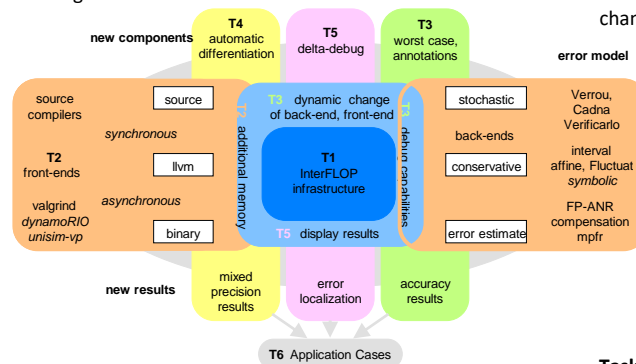 char
new components
T4
automatic
differentiation
T5
delta-debug
T3
worst case,
annotations
error model
source
compilers
synchronous
T2
front-ends
asynchronous
valgrind
dynamoRIO
unisim-vp
source
llvm
binary
T2 additional memory
T3 dynamic change
of back-end, front-end
T1
InterFLOP
infrastructure
T5 display results
T3 debug capabilities
stochastic
back-ends
conservative
error estimate
Verrou,
Cadna
Verificarlo
interval
affine, Fluctuat
symbolic
FP-ANR
compensation
mpfr
new results
mixed
precision
results
error
localization
accuracy
results
T6 Application Cases